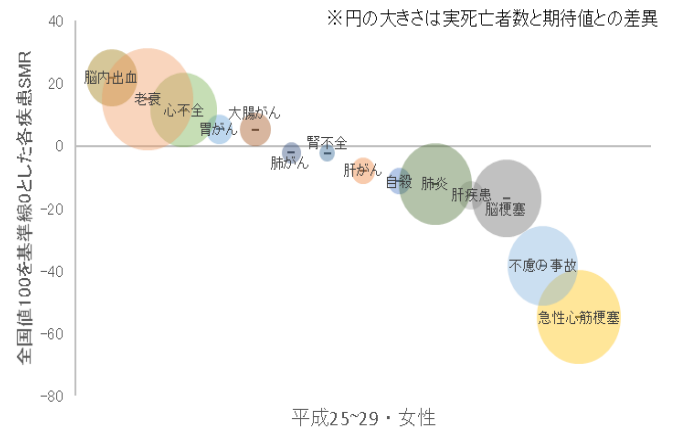 ※円の大きさは実死亡者数と期待値との差異
全国値100を基準線0とした各疾患SMR
40
20
0
-20
-40
-60
-80
脳内出血
老衰
心不全
胃がん
大腸がん
肺がん
腎不全
肝がん
自殺
肺炎
肝疾患
脳梗塞
不慮の事故
急性心筋梗塞
平成25~29・女性